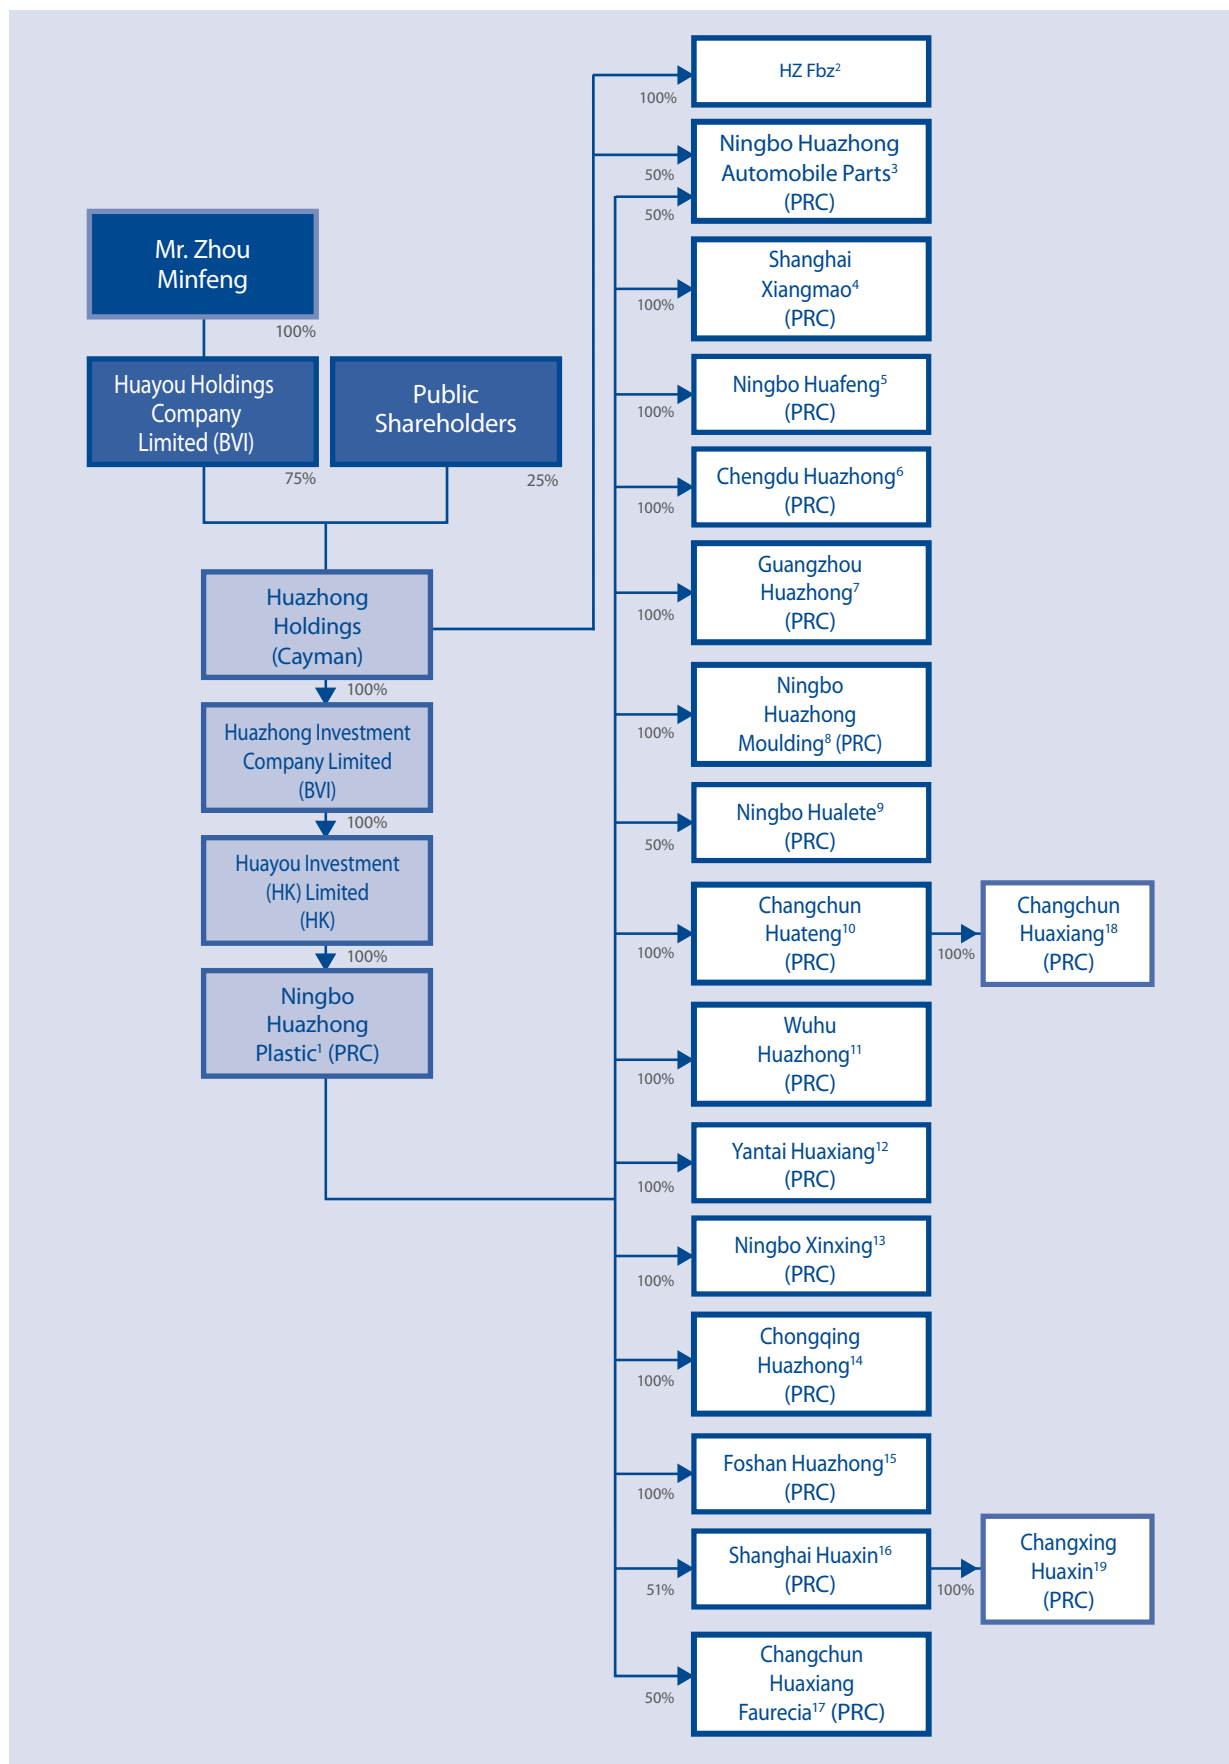 Mr. Zhou
Minfeng
100%
Huayou Holdings
Company
Limited (BVI)
75%
Public
Shareholders
25%
Huazhong
Holdings
(Cayman)
100%
Huazhong Investment
Company Limited
(BVI)
100%
Huayou Investment
(HK) Limited
(HK)
100%
Ningbo
Huazhong
Plastic¹ (PRC)
HZ Fbz²
100%
Ningbo Huazhong
Automobile Parts³
(PRC)
50%
50%
Shanghai
Xiangmao⁴
(PRC)
100%
Ningbo Huafeng⁵
(PRC)
100%
Chengdu Huazhong⁶
(PRC)
100%
Guangzhou
Huazhong⁷
(PRC)
100%
Ningbo
Huazhong
Moulding⁸ (PRC)
100%
Ningbo Hualete⁹
(PRC)
50%
Changchun
Huateng¹⁰
(PRC)
100%
Changchun
Huaxiang¹⁸
(PRC)
100%
Wuhu
Huazhong¹¹
(PRC)
100%
Yantai Huaxiang¹²
(PRC)
100%
Ningbo Xinxing¹³
(PRC)
100%
Chongqing
Huazhong¹⁴
(PRC)
100%
Foshan Huazhong¹⁵
(PRC)
100%
Shanghai Huaxin¹⁶
(PRC)
51%
Changxing
Huaxin¹⁹
(PRC)
100%
Changchun
Huaxiang
Faurecia¹⁷ (PRC)
50%